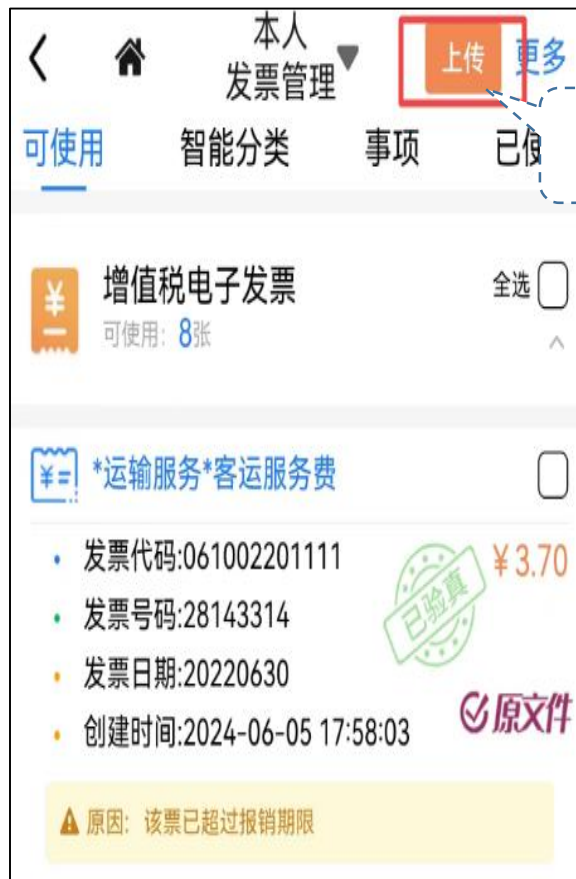 本人
发票管理
上传
更多
可使用
智能分类
事项
已使
增值税电子发票
全选
可使用：8张
*运输服务*客运服务费
发票代码:061002201111
¥3.70
已验真
发票号码:28143314
发票日期:20220630
原文件
创建时间:2024-06-05 17:58:03
原因：该票已超过报销期限